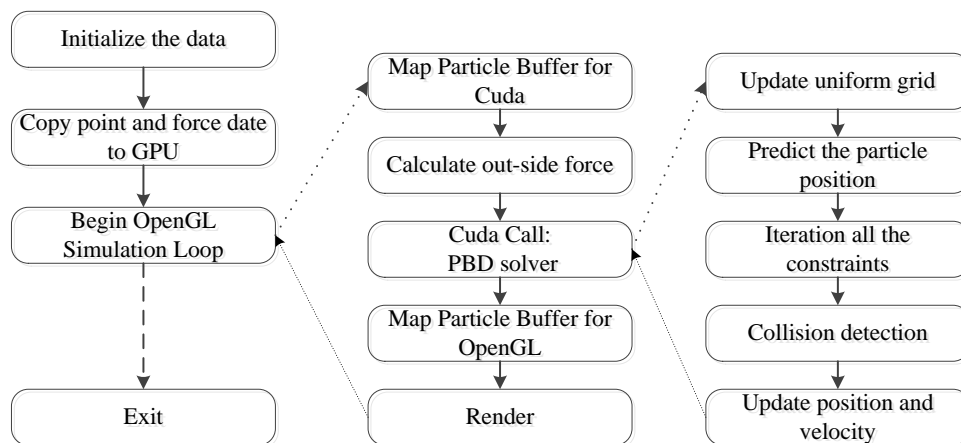 Initialize the data
Copy point and force date
to GPU
Begin OpenGL
Simulation Loop
Exit
Map Particle Buffer for
Cuda
Calculate out-side force
Cuda Call:
PBD solver
Map Particle Buffer for
OpenGL
Render
Update uniform grid
Predict the particle
position
Iteration all the
constraints
Collision detection
Update position and
velocity